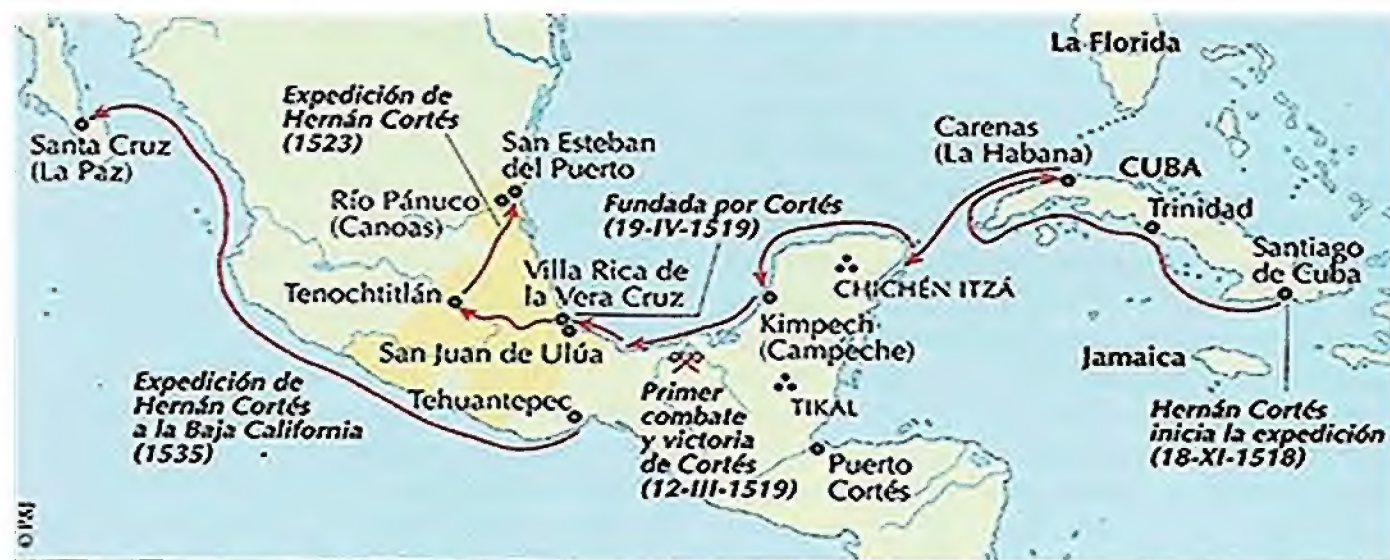 La Florida
Expedición de
Hernán Cortés
(1523)
Santa Cruz
(La Paz)
San Esteban
del Puerto
Carenas
(La Habana)
CUBA
Río Pánuco
(Canoas)
Fundada por Cortés
(19-IV-1519)
Trinidad
Santiago
de Cuba
Villa Rica de
la Vera Cruz
Tenochtitlán
CHICHÉN ITZÁ
Kimpech
(Campeche)
San Juan de Ulúa
Jamaica
Expedición de
Hernán Cortés
a la Baja California
(1535)
Tehuantepec
Primer
combate
y victoria
de Cortés
(12-III-1519)
TIKAL
Hernán Cortés
inicia la expedición
(18-XI-1518)
Puerto
Cortés